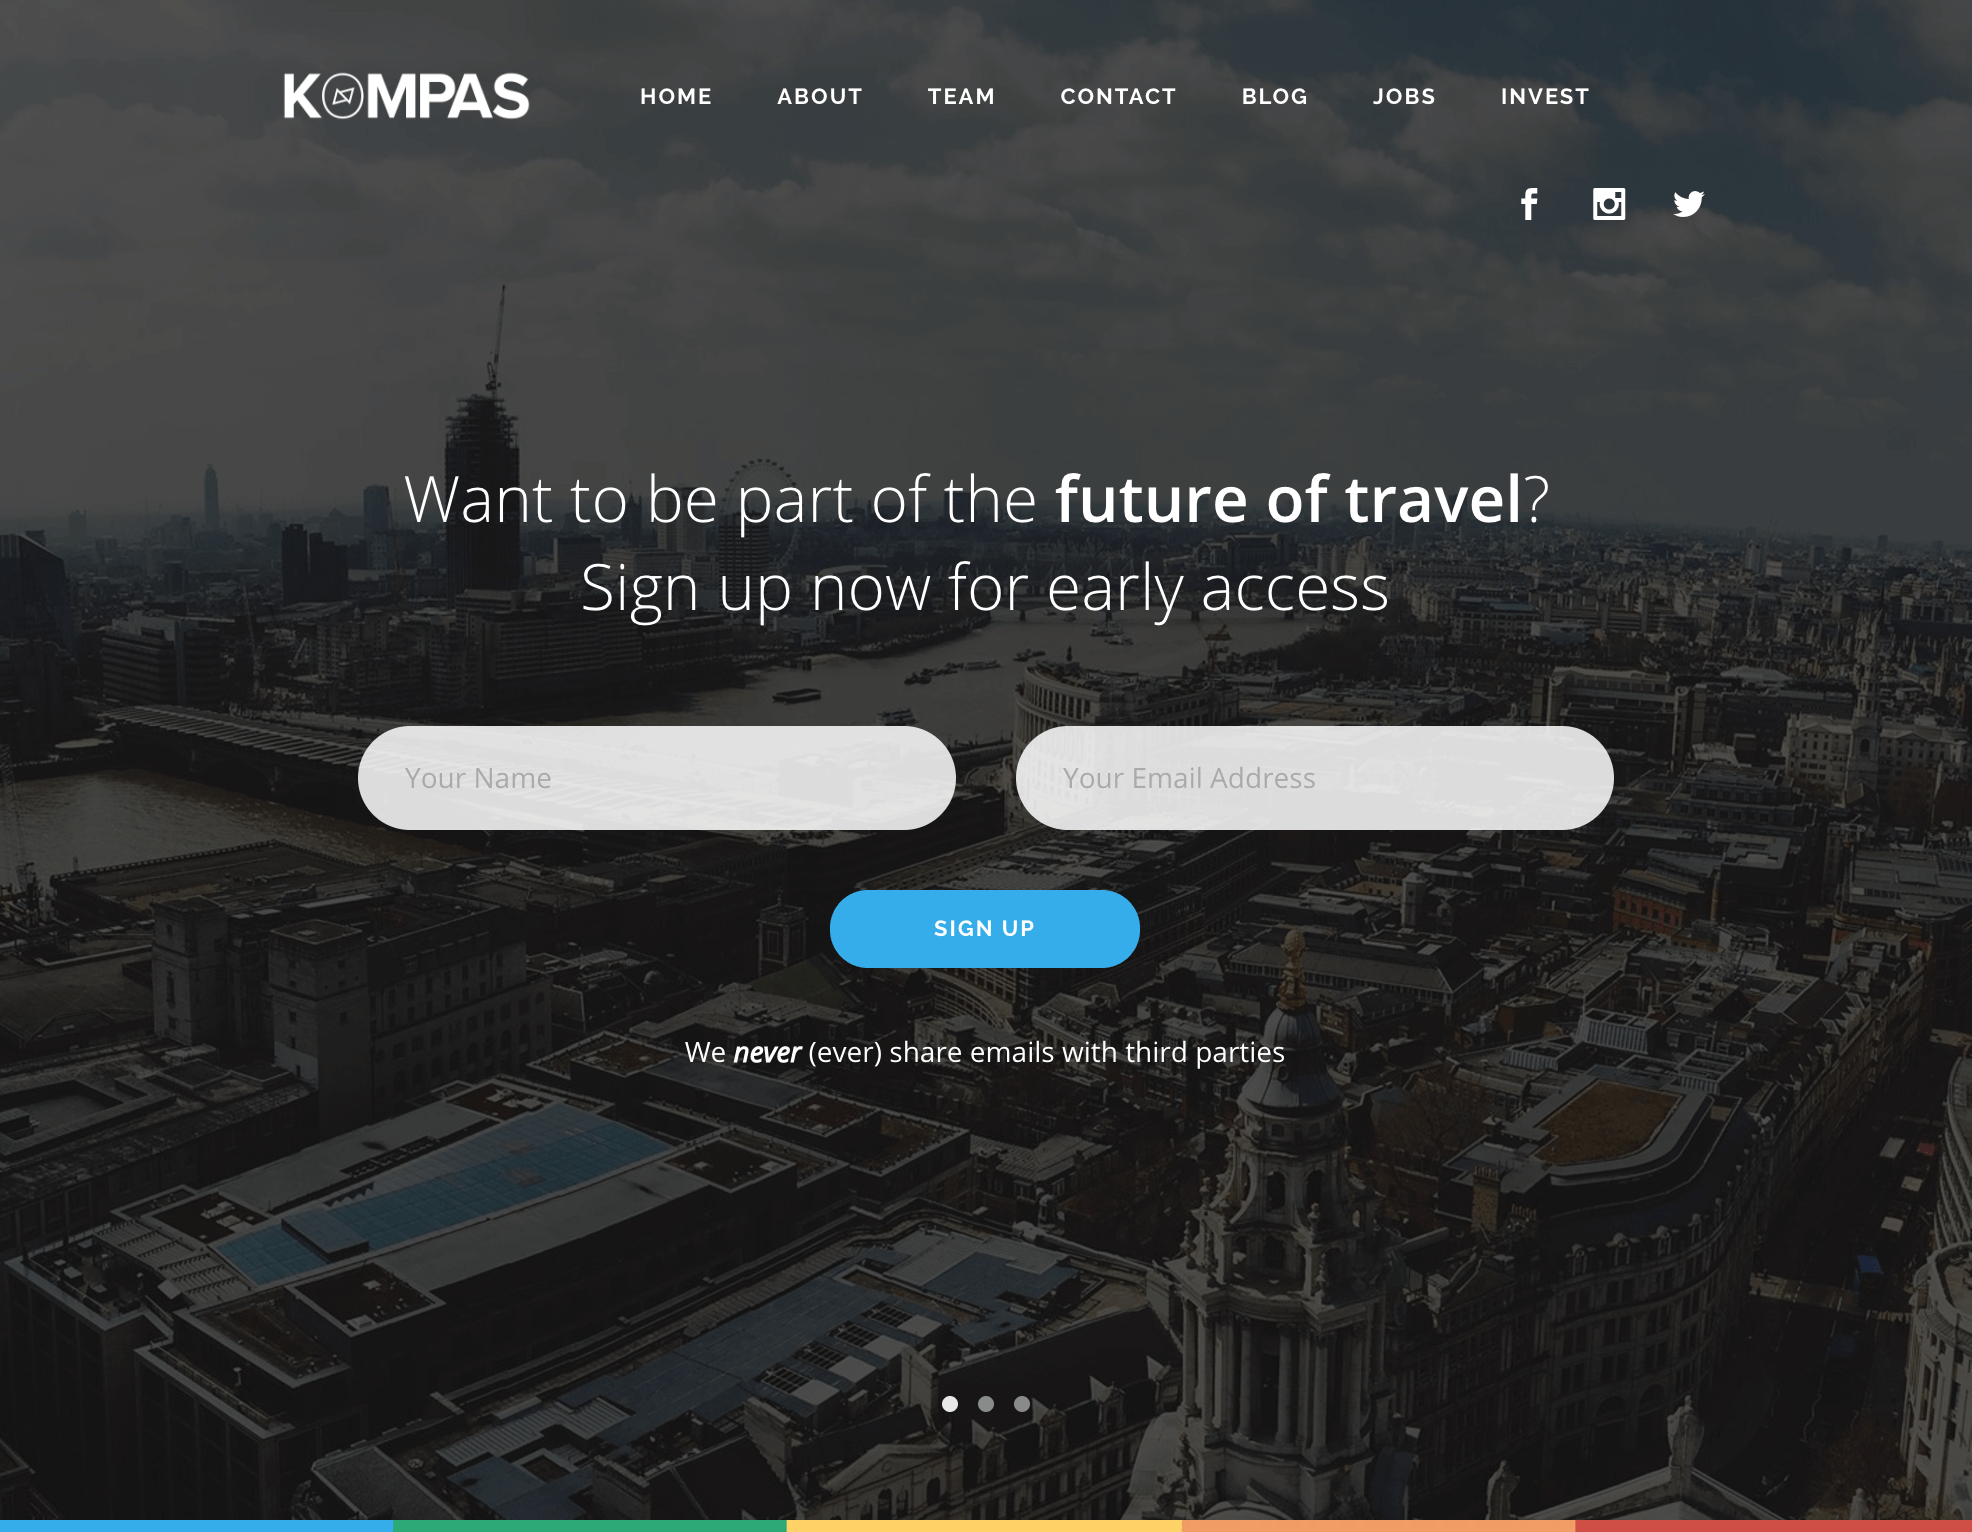 KOMPAS
HOME ABOUT TEAM CONTACT BLOG JOBS INVEST
Want to be part of the future of travel?
Sign up now for early access
Your Name
Your Email Address
SIGN UP
We never (ever) share emails with third parties